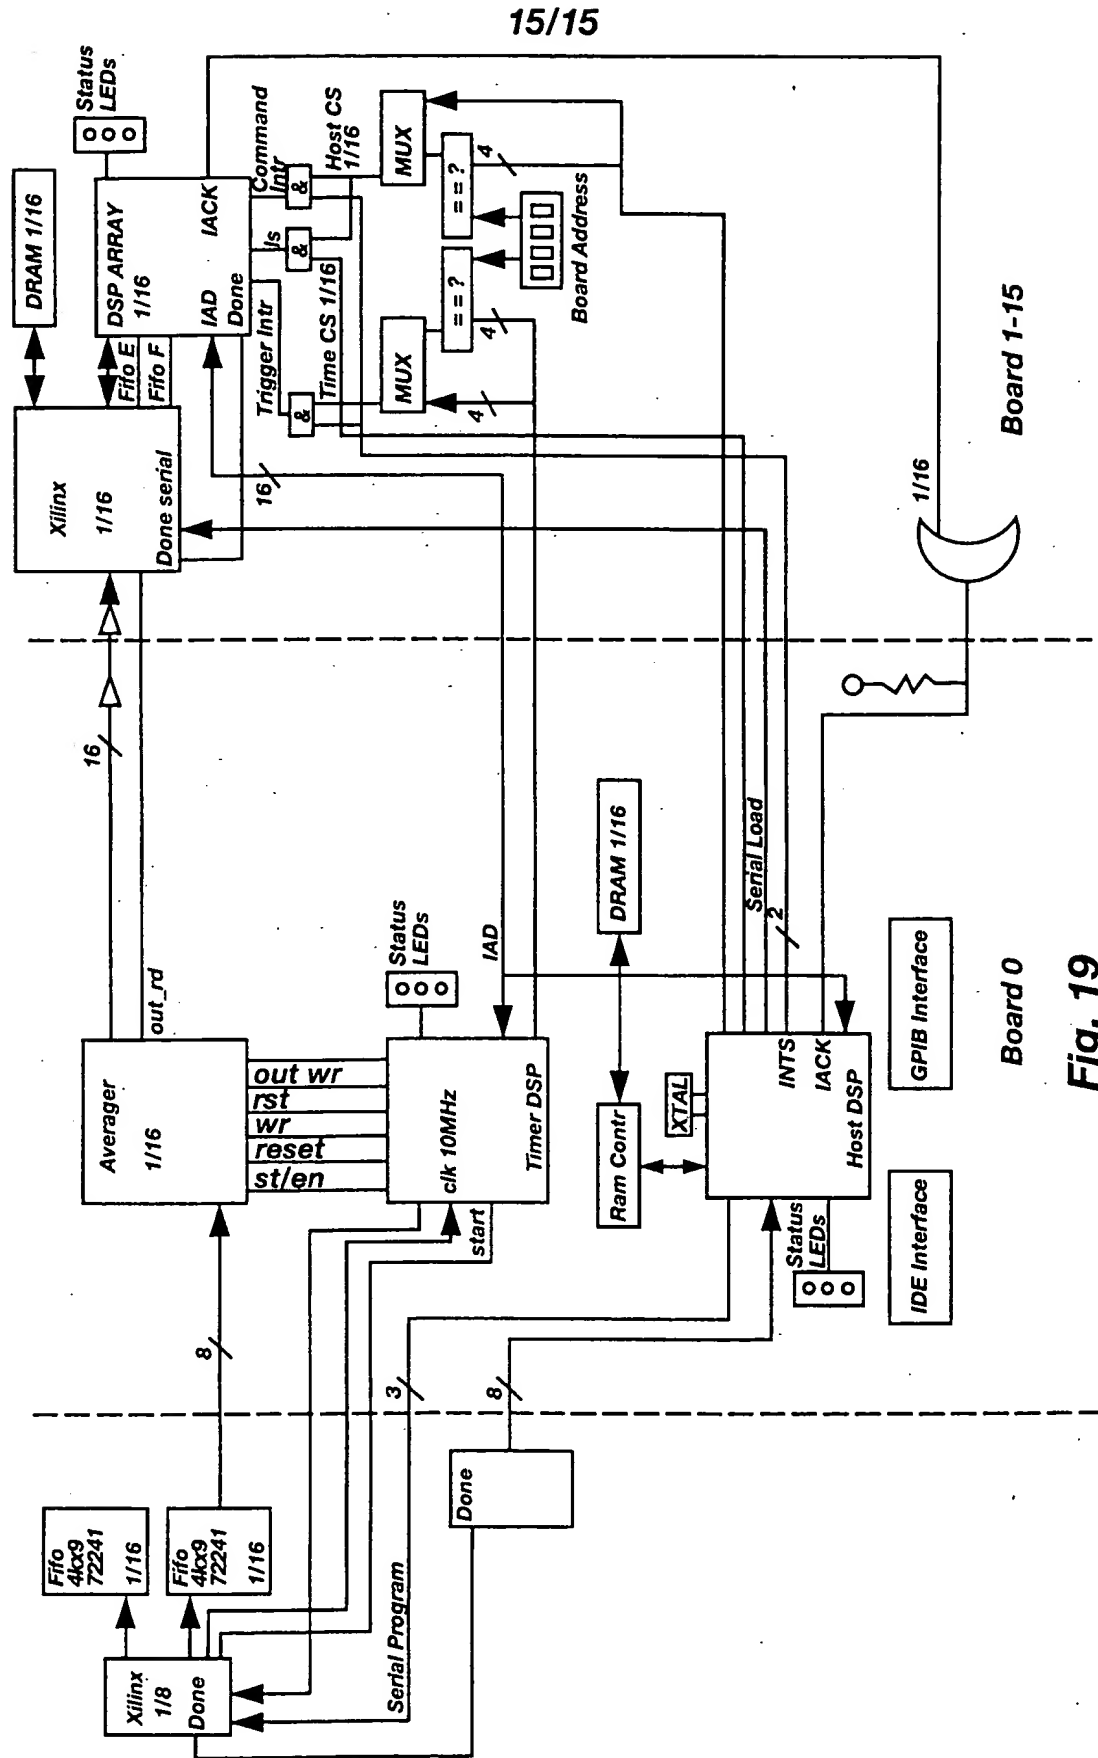 15/15
Fifo
4kx9
72241
1/16
Fifo
4kx9
72241
1/16
Xilinx
1/8
Done
Serial Program
Done
8
3
8
Averager
1/16
out_rd
16
out wr
rst
wr
reset
st/en
clk 10MHz
Timer DSP
start
Status
LEDs
IAD
Ram Contr
DRAM 1/16
XTAL
INTS
IACK
Host DSP
Status
LEDs
Serial Load
2
IDE Interface
GPIB Interface
Board 0
Xilinx
1/16
Done serial
DRAM 1/16
Fifo E
Fifo F
DSP ARRAY
1/16
IAD
Done
IACK
Status
LEDs
16
Trigger Intr
Is
Command
Intr
&
&
&
Time CS 1/16
Host CS
1/16
MUX
MUX
= = ?
= = ?
4
4
4
Board Address
1/16
Board 1-15
Fig. 19